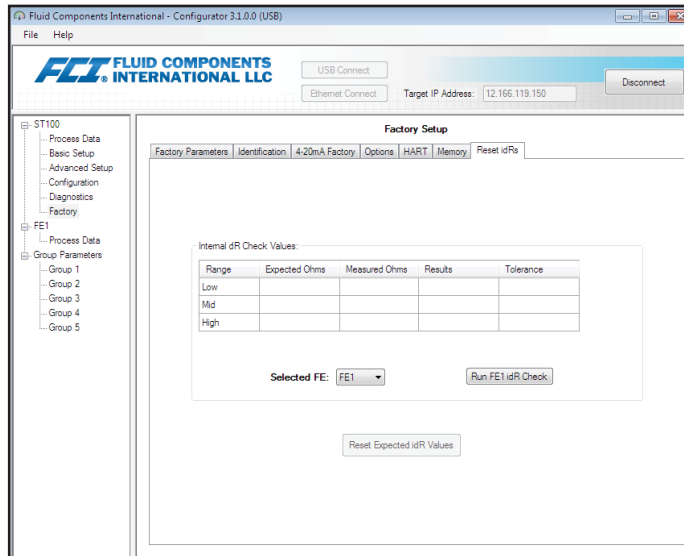 Fluid Components International - Configurator 3.1.0.0 (USB)
File Help
FCI® FLUID COMPONENTS
INTERNATIONAL LLC
USB Connect
Ethernet Connect Target IP Address: 12.166.119.150
Disconnect
ST100
Process Data
Basic Setup
Advanced Setup
Configuration
Diagnostics
Factory
FE1
Process Data
Group Parameters
Group 1
Group 2
Group 3
Group 4
Group 5
Factory Setup
Factory Parameters Identification 4-20mA Factory Options HART Memory Reset idRs
Internal dR Check Values:
Range Expected Ohms Measured Ohms Results Tolerance
Low
Mid
High
Selected FE: FE1 Run FE1 idR Check
Reset Expected idR Values